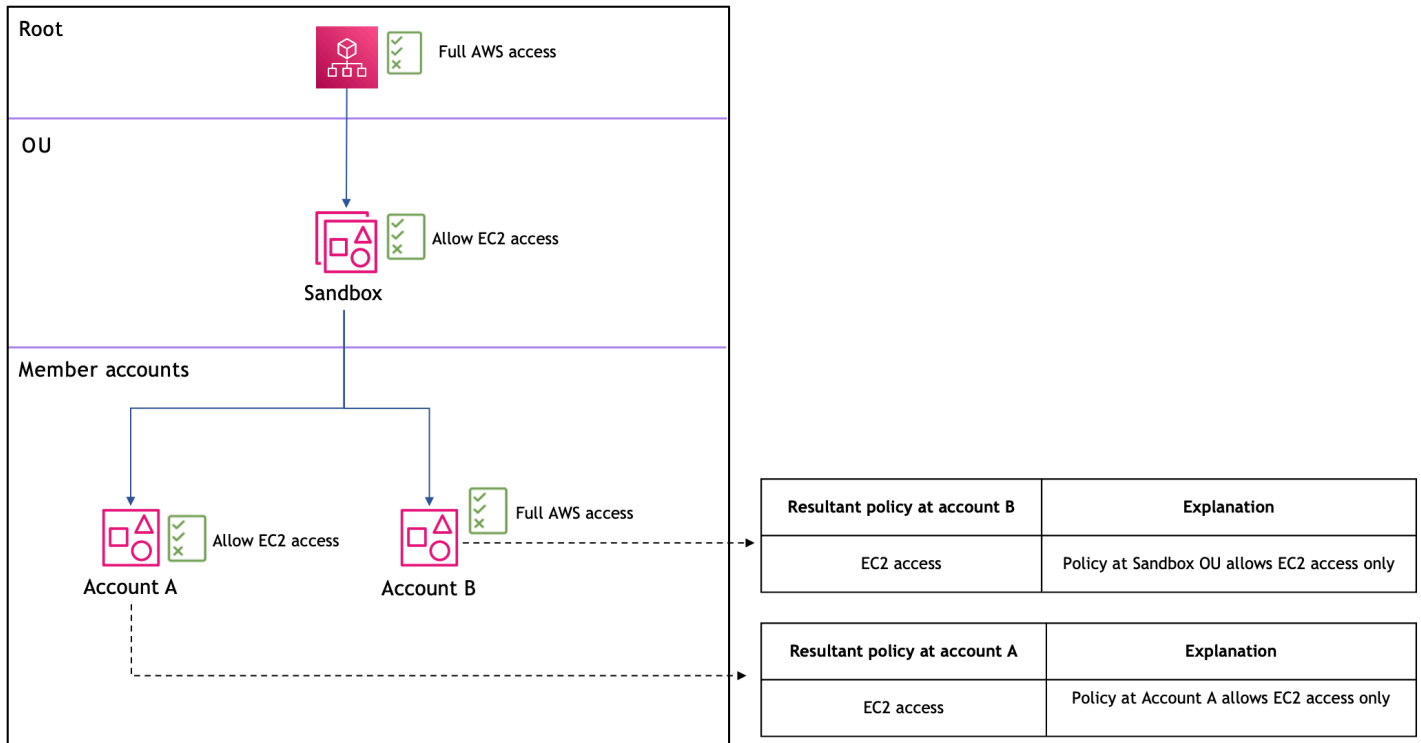 Root
Full AWS access
OU
Allow EC2 access
Sandbox
Member accounts
Allow EC2 access
Account A
Full AWS access
Account B
Resultant policy at account B Explanation
EC2 access Policy at Sandbox OU allows EC2 access only
Resultant policy at account A Explanation
EC2 access Policy at Account A allows EC2 access only